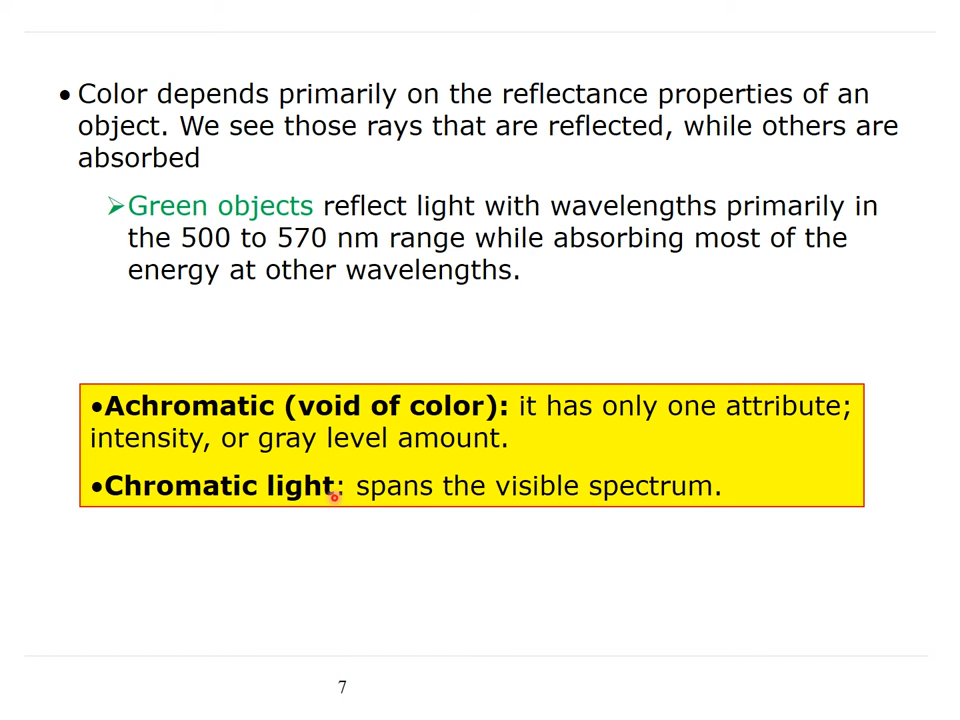 • Color depends primarily on the reflectance properties of an
object. We see those rays that are reflected, while others are
absorbed
➢Green objects reflect light with wavelengths primarily in
the 500 to 570 nm range while absorbing most of the
energy at other wavelengths.
•Achromatic (void of color): it has only one attribute;
intensity, or gray level amount.
•Chromatic light: spans the visible spectrum.
7